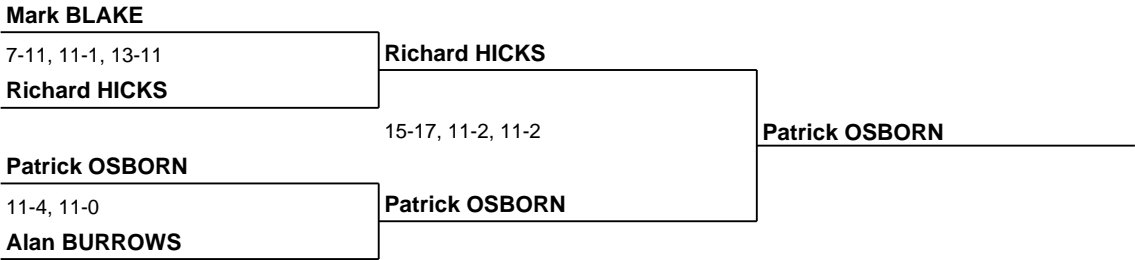 Mark BLAKE
7-11, 11-1, 13-11
Richard HICKS
Richard HICKS
15-17, 11-2, 11-2
Patrick OSBORN
Patrick OSBORN
11-4, 11-0
Patrick OSBORN
Alan BURROWS